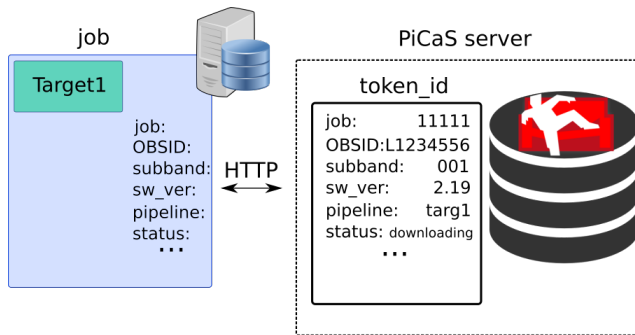 job
Target1
job:
OBSID:
subband:
sw_ver:
pipeline:
status:
...
HTTP
PiCaS server
token_id
job: 11111
OBSID:L1234556
subband: 001
sw_ver: 2.19
pipeline: targ1
status: downloading
...